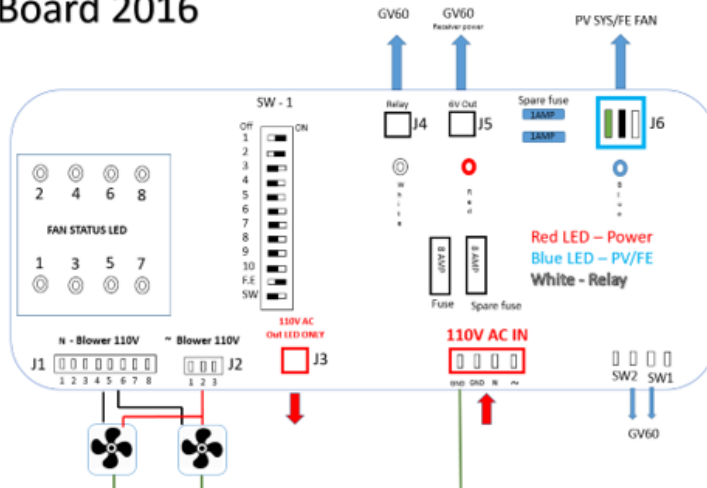 Board 2016
GV60
GV60
Receiver power
PV SYS/FE FAN
SW - 1
Off
ON
1
2
3
4
5
6
7
8
9
10
F.E
SW
Relay
J4
White
6V Out
J5
Red
Spare fuse
1AMP
1AMP
J6
Blue
2 4 6 8
FAN STATUS LED
1 3 5 7
8 AMP
8 AMP
Fuse
Spare fuse
Red LED – Power
Blue LED – PV/FE
White - Relay
N - Blower 110V
~ Blower 110V
J1
1 2 3 4 5 6 7 8
J2
1 2 3
110V AC
Out LED ONLY
J3
110V AC IN
GND GND N ~
SW2 SW1
GV60